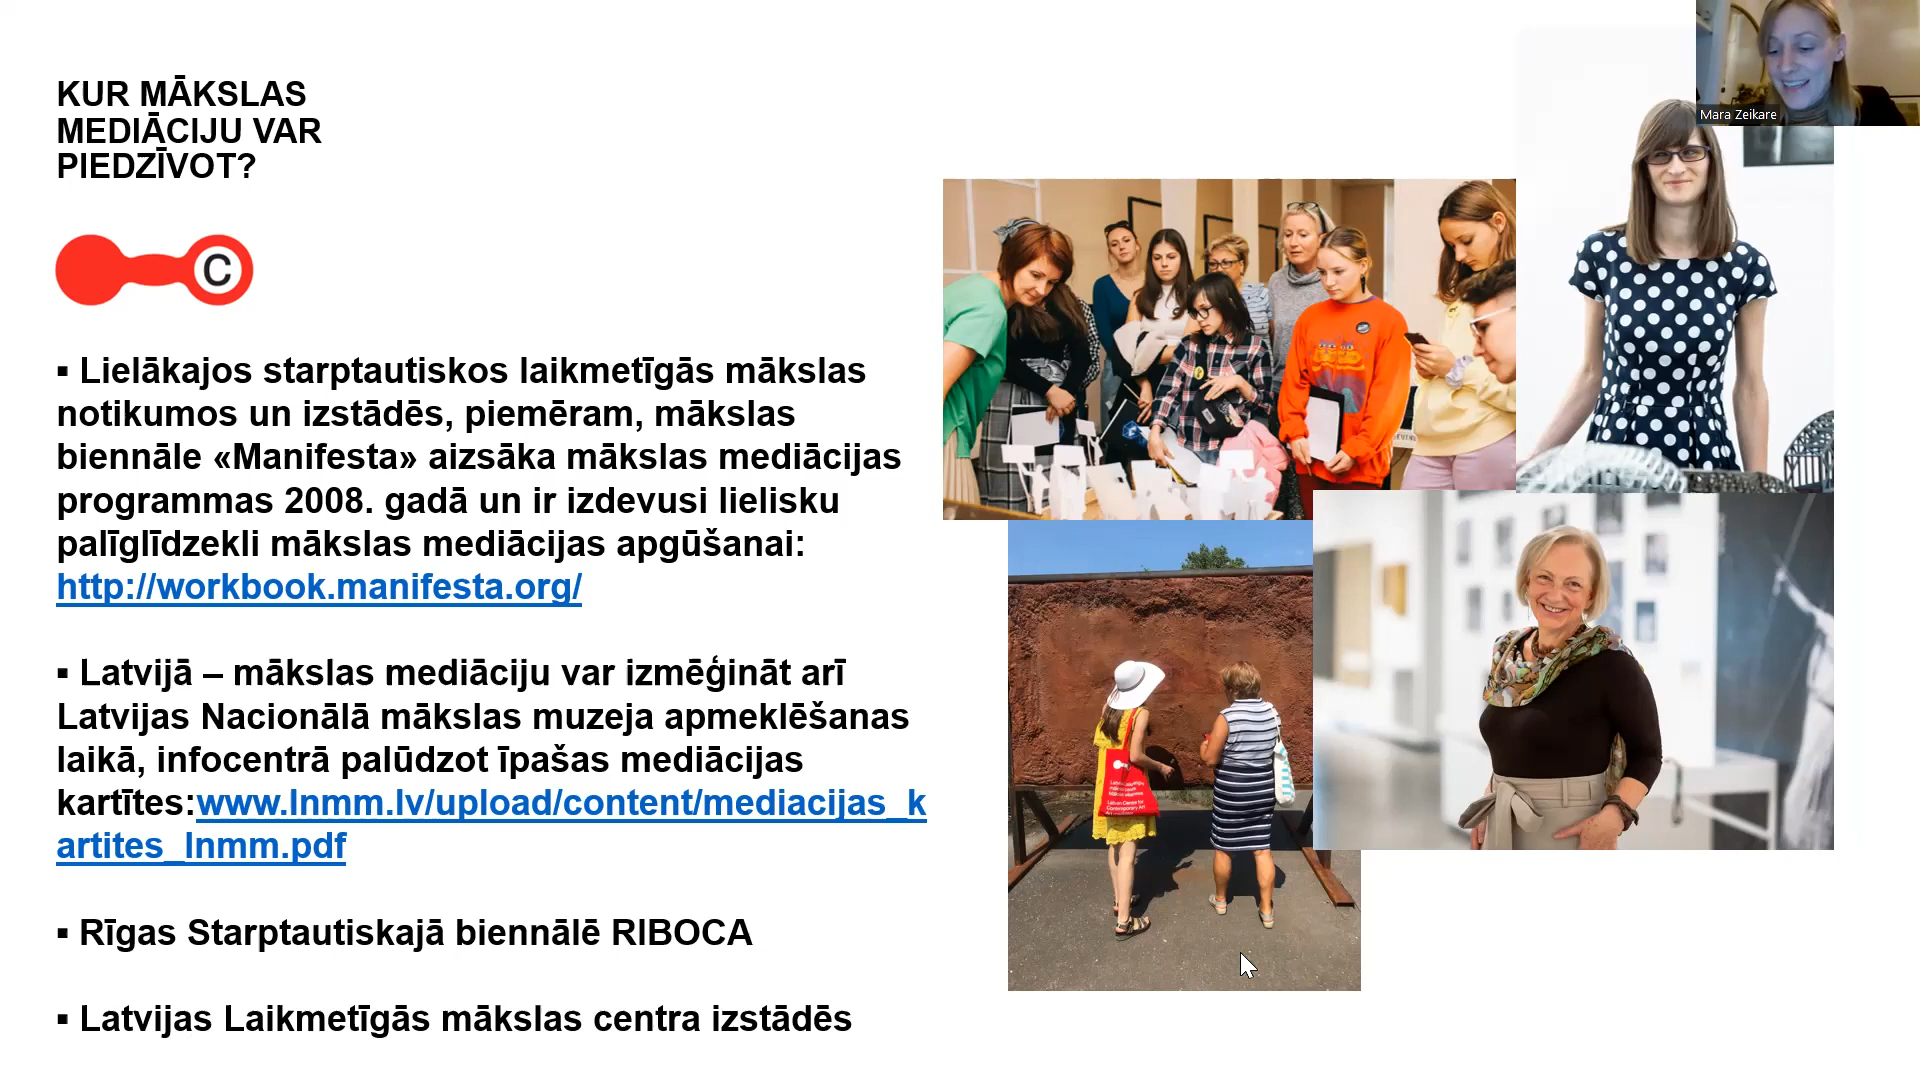 KUR MĀKSLAS
MEDIĀCIJU VAR
PIEDZĪVOT?
C
▪ Lielākajos starptautiskos laikmetīgās mākslas
notikumos un izstādēs, piemēram, mākslas
biennāle «Manifesta» aizsāka mākslas mediācijas
programmas 2008. gadā un ir izdevusi lielisku
palīglīdzekli mākslas mediācijas apgūšanai:
http://workbook.manifesta.org/
▪ Latvijā – mākslas mediāciju var izmēģināt arī
Latvijas Nacionālā mākslas muzeja apmeklēšanas
laikā, infocentrā palūdzot īpašas mediācijas
kartītes:www.lnmm.lv/upload/content/mediacijas_k
artites_lnmm.pdf
▪ Rīgas Starptautiskajā biennālē RIBOCA
▪ Latvijas Laikmetīgās mākslas centra izstādēs
Mara Zeikare